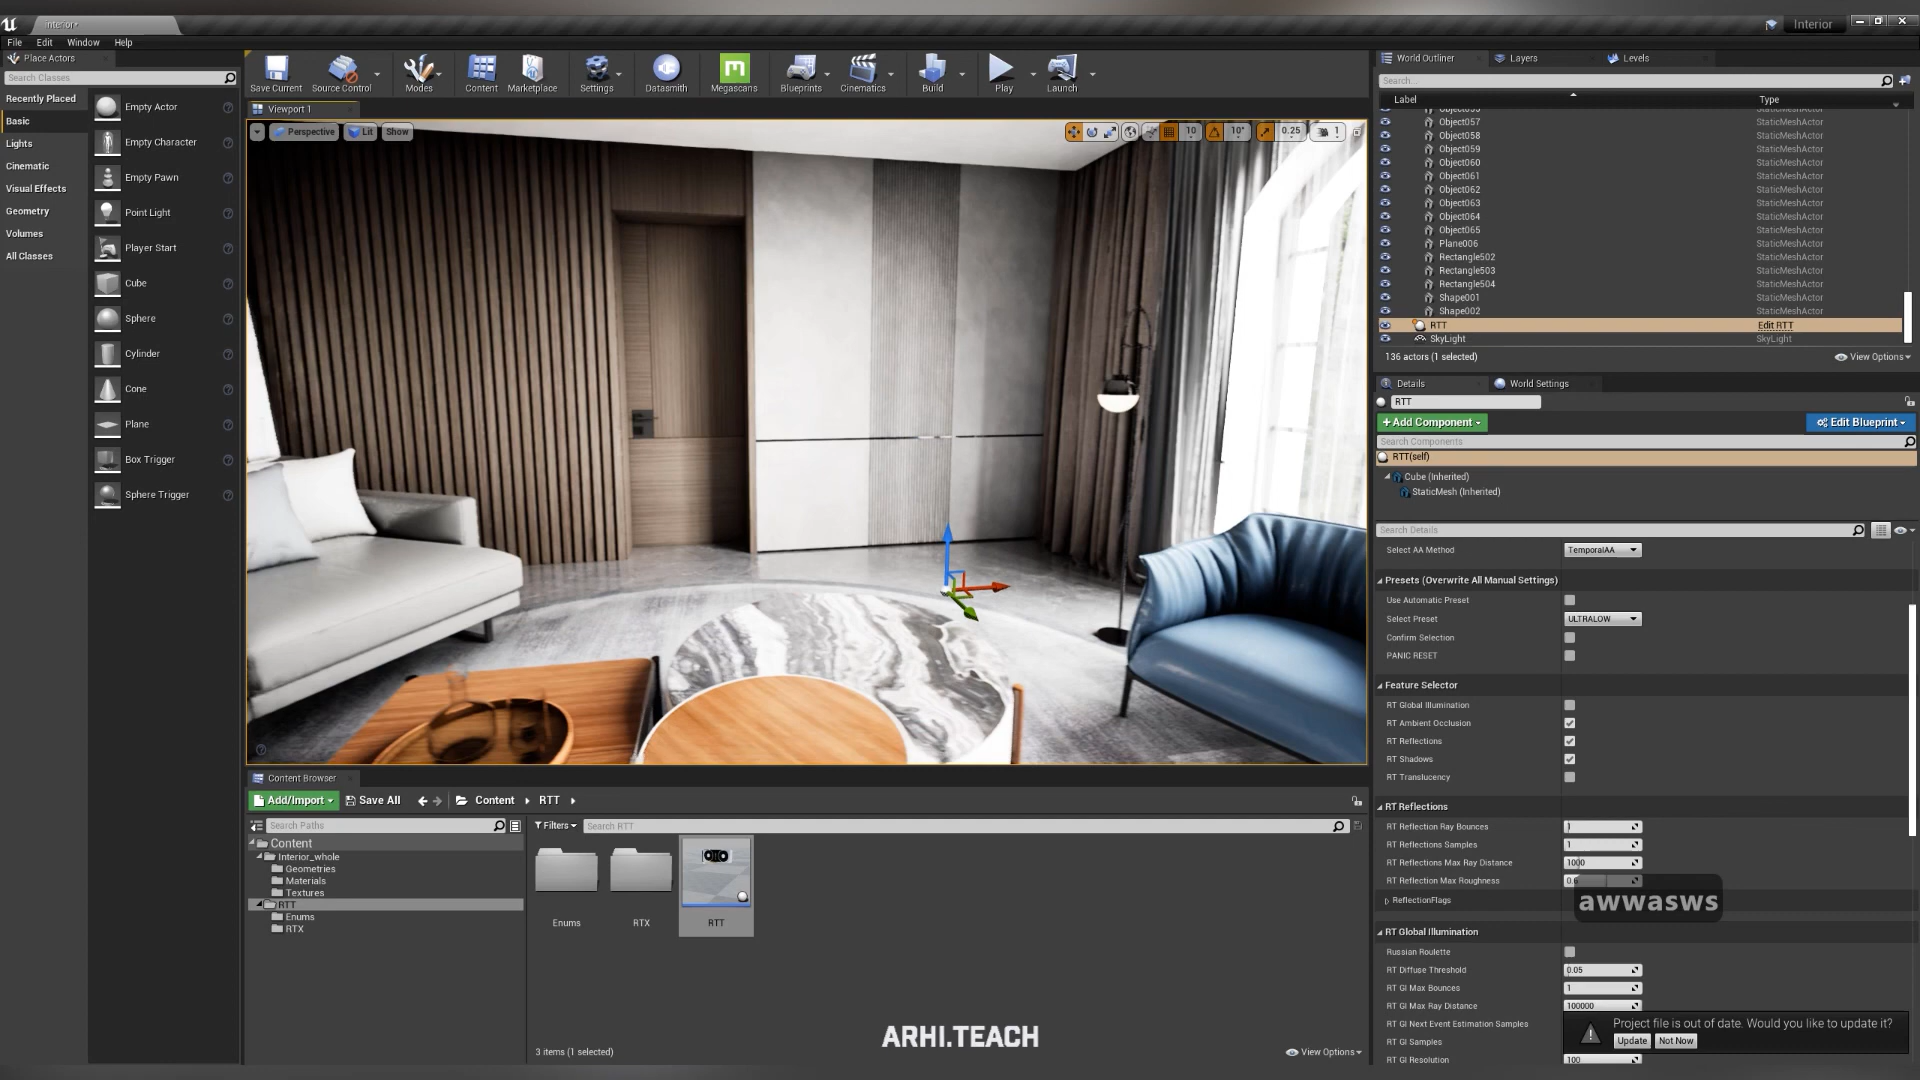 interior*
Interior
File Edit Window Help
Place Actors
Search Classes
Recently Placed
Basic
Lights
Cinematic
Visual Effects
Geometry
Volumes
All Classes
Empty Actor
Empty Character
Empty Pawn
Point Light
Player Start
Cube
Sphere
Cylinder
Cone
Plane
Box Trigger
Sphere Trigger
Save Current Source Control Modes Content Marketplace Settings Datasmith Megascans Blueprints Cinematics Build Play Launch
Viewport 1
Perspective Lit Show
10 10° 0.25 1
World Outliner Layers Levels
Search...
Label Type
Object057 StaticMeshActor
Object058 StaticMeshActor
Object059 StaticMeshActor
Object060 StaticMeshActor
Object061 StaticMeshActor
Object062 StaticMeshActor
Object063 StaticMeshActor
Object064 StaticMeshActor
Object065 StaticMeshActor
Plane006 StaticMeshActor
Rectangle502 StaticMeshActor
Rectangle503 StaticMeshActor
Rectangle504 StaticMeshActor
Shape001 StaticMeshActor
Shape002 StaticMeshActor
RTT Edit RTT
SkyLight SkyLight
136 actors (1 selected) View Options
Details World Settings
RTT
+Add Component Edit Blueprint
Search Components
RTT(self)
Cube (Inherited)
StaticMesh (Inherited)
Search Details
Select AA Method TemporalAA
Presets (Overwrite All Manual Settings)
Use Automatic Preset
Select Preset ULTRALOW
Confirm Selection
PANIC RESET
Feature Selector
RT Global Illumination
RT Ambient Occlusion
RT Reflections
RT Shadows
RT Translucency
RT Reflections
RT Reflection Ray Bounces 1
RT Reflections Samples 1
RT Reflections Max Ray Distance 1000
RT Reflection Max Roughness 0.6
ReflectionFlags
awwasws
RT Global Illumination
Russian Roulette
RT Diffuse Threshold 0.05
RT GI Max Bounces 1
RT GI Max Ray Distance 100000
RT GI Next Event Estimation Samples
RT GI Samples
RT GI Resolution 100
Project file is out of date. Would you like to update it?
Update Not Now
Content Browser
Add/Import Save All Content RTT
Search Paths
Filters Search RTT
Content
Interior_whole
Geometries
Materials
Textures
RTT
Enums
RTX
Enums RTX RTT
3 items (1 selected) View Options
ARHI.TEACH